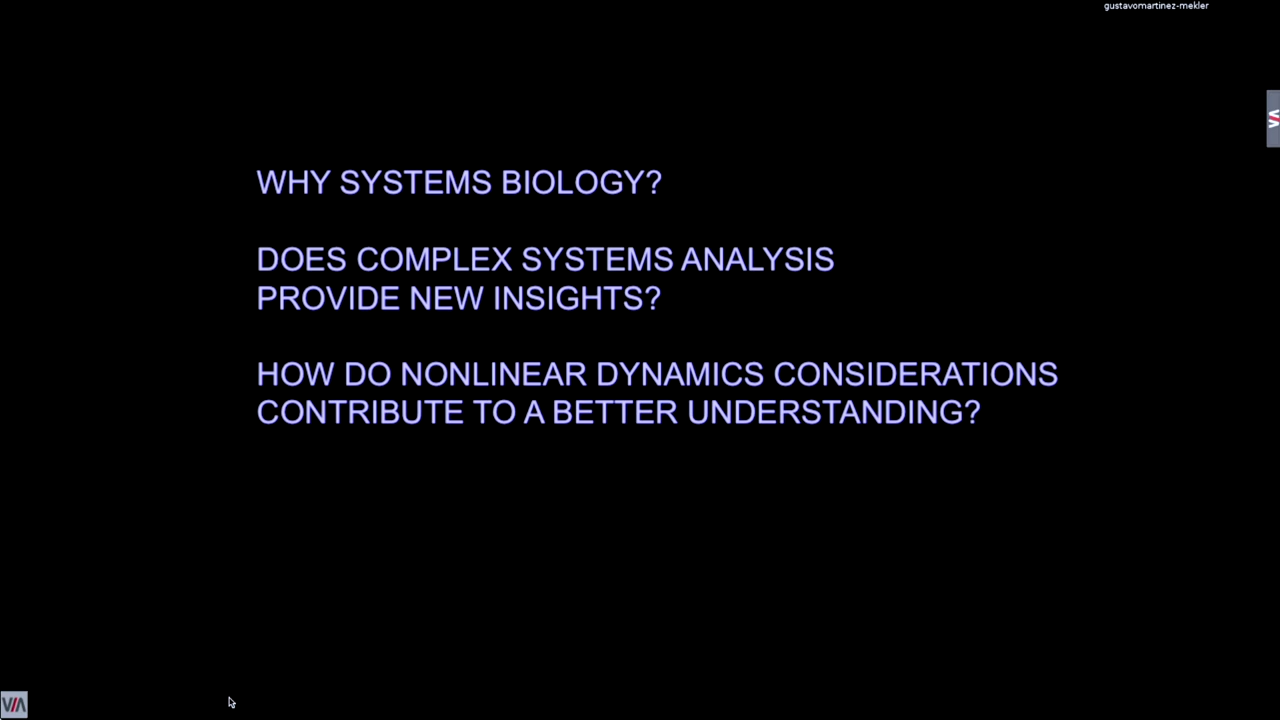 gustavomartinez-mekler
WHY SYSTEMS BIOLOGY?
DOES COMPLEX SYSTEMS ANALYSIS
PROVIDE NEW INSIGHTS?
HOW DO NONLINEAR DYNAMICS CONSIDERATIONS
CONTRIBUTE TO A BETTER UNDERSTANDING?
VIA